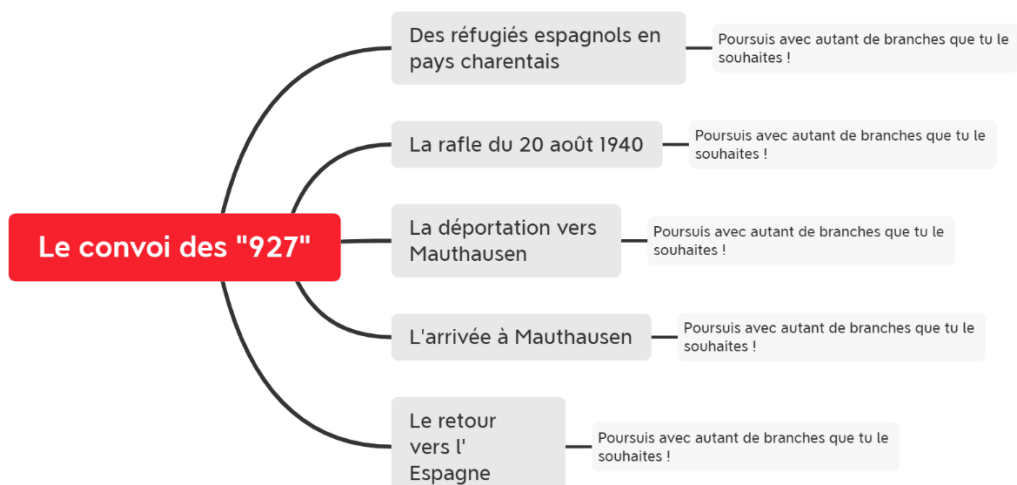 Le convoi des "927"
Des réfugiés espagnols en
pays charentais
Poursuis avec autant de branches que tu le
souhaites !
La rafle du 20 août 1940
Poursuis avec autant de branches que tu le
souhaites !
La déportation vers
Mauthausen
Poursuis avec autant de branches que tu le
souhaites !
L'arrivée à Mauthausen
Poursuis avec autant de branches que tu le
souhaites !
Le retour
vers l'
Espagne
Poursuis avec autant de branches que tu le
souhaites !